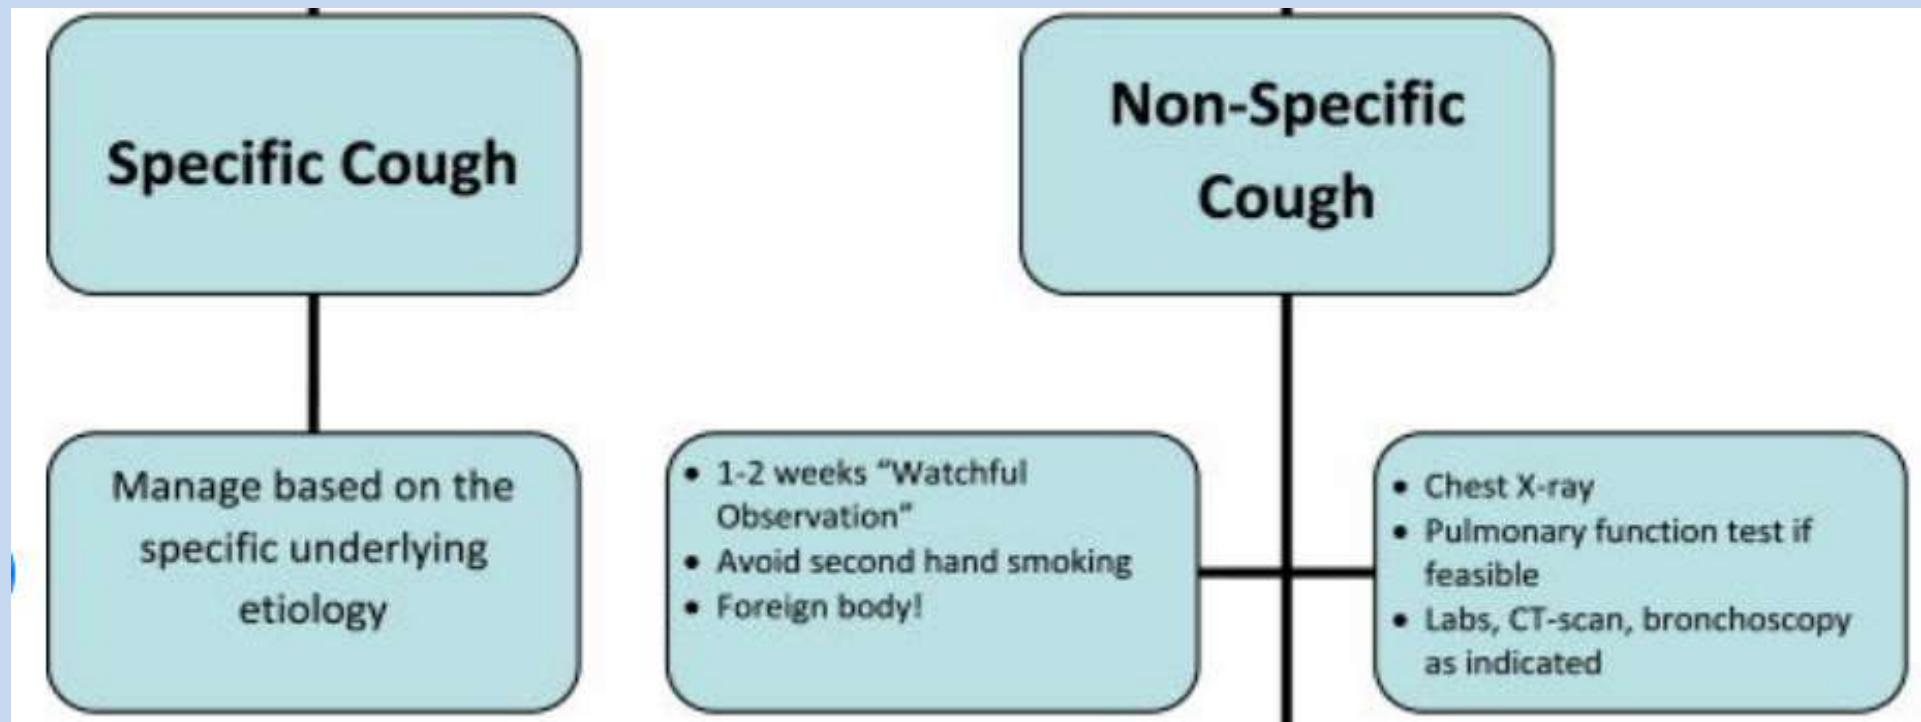 Specific Cough
Non-Specific
Cough
Manage based on the
specific underlying
etiology
• 1-2 weeks “Watchful
Observation”
• Avoid second hand smoking
• Foreign body!
• Chest X-ray
• Pulmonary function test if
feasible
• Labs, CT-scan, bronchoscopy
as indicated